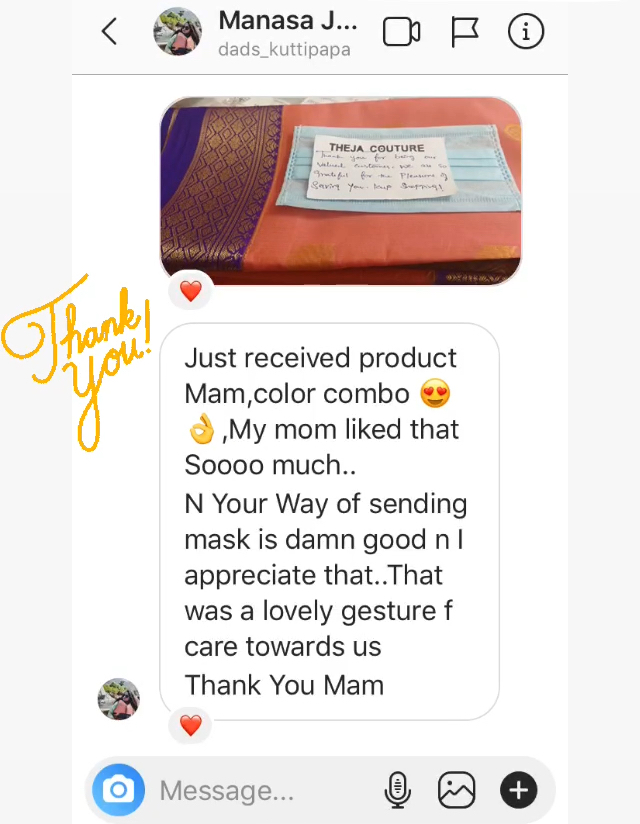 Manasa J...
dads_kuttipapa
THEJA COUTURE
Thank you for being our
Valued customer. We are so
Grateful for the Pleasure of
Serving You. Keep Shopping!
Thank
You!
Just received product
Mam,color combo 😍
👌,My mom liked that
Soooo much..
N Your Way of sending
mask is damn good n I
appreciate that..That
was a lovely gesture f
care towards us
Thank You Mam
Message...